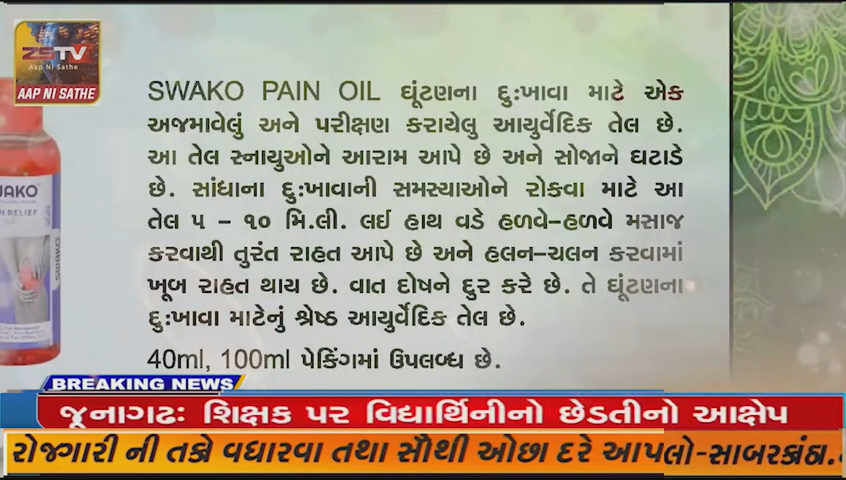 ZSTV
Aap Ni Sathe
AAP NI SATHE
SWAKO PAIN OIL ઘૂંટણના દુઃખાવા માટે એક
અજમાવેલું અને પરીક્ષણ કરાયેલુ આયુર્વેદિક તેલ છે.
આ તેલ સ્નાયુઓને આરામ આપે છે અને સોજાને ઘટાડે
છે. સાંધાના દુઃખાવાની સમસ્યાઓને રોકવા માટે આ
તેલ ૫ – ૧૦ મિ.લી. લઈ હાથ વડે હળવે-હળવે મસાજ
કરવાથી તુરંત રાહત આપે છે અને હલન-ચલન કરવામાં
ખૂબ રાહત થાય છે. વાત દોષને દુર કરે છે. તે ઘૂંટણના
દુઃખાવા માટેનું શ્રેષ્ઠ આયુર્વેદિક તેલ છે.
40ml, 100ml પેકિંગમાં ઉપલબ્ધ છે.
SWAKO
BREAKING NEWS
જૂનાગઢઃ શિક્ષક પર વિદ્યાર્થિનીનો છેડતીનો આક્ષેપ
રોજગારી ની તકો વધારવા તથા સૌથી ઓછા દરે આપલો-સાબરકાંઠા.